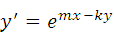 y′ = e^{mx−ky}